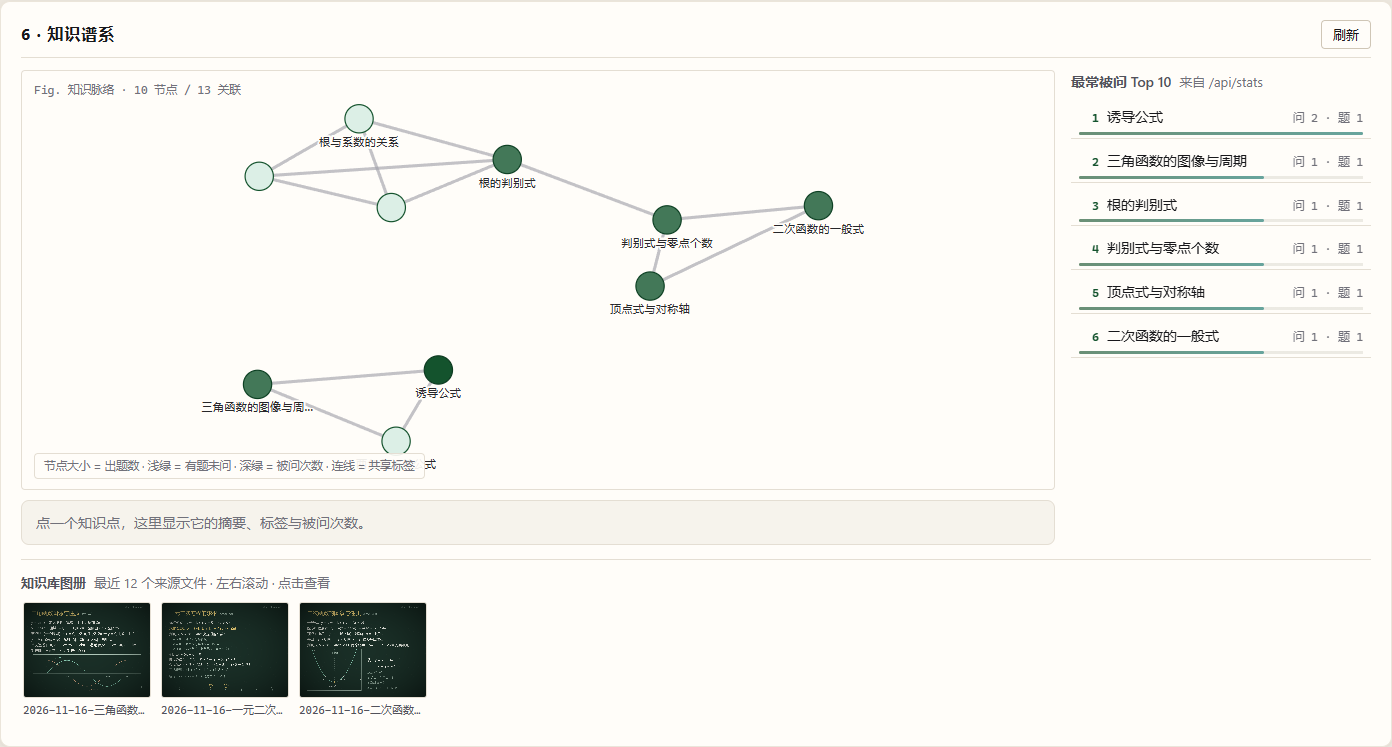 6 · 知识谱系
刷新
Fig. 知识脉络 · 10 节点 / 13 关联
根与系数的关系
根的判别式
判别式与零点个数
二次函数的一般式
顶点式与对称轴
三角函数的图像与周…
诱导公式
式
节点大小 = 出题数 · 浅绿 = 有题未问 · 深绿 = 被问次数 · 连线 = 共享标签
点一个知识点，这里显示它的摘要、标签与被问次数。
最常被问 Top 10 来自 /api/stats
1 诱导公式 问 2 · 题 1
2 三角函数的图像与周期 问 1 · 题 1
3 根的判别式 问 1 · 题 1
4 判别式与零点个数 问 1 · 题 1
5 顶点式与对称轴 问 1 · 题 1
6 二次函数的一般式 问 1 · 题 1
知识库图册 最近 12 个来源文件 · 左右滚动 · 点击查看
2026-11-16-三角函数…
2026-11-16-一元二次…
2026-11-16-二次函数…